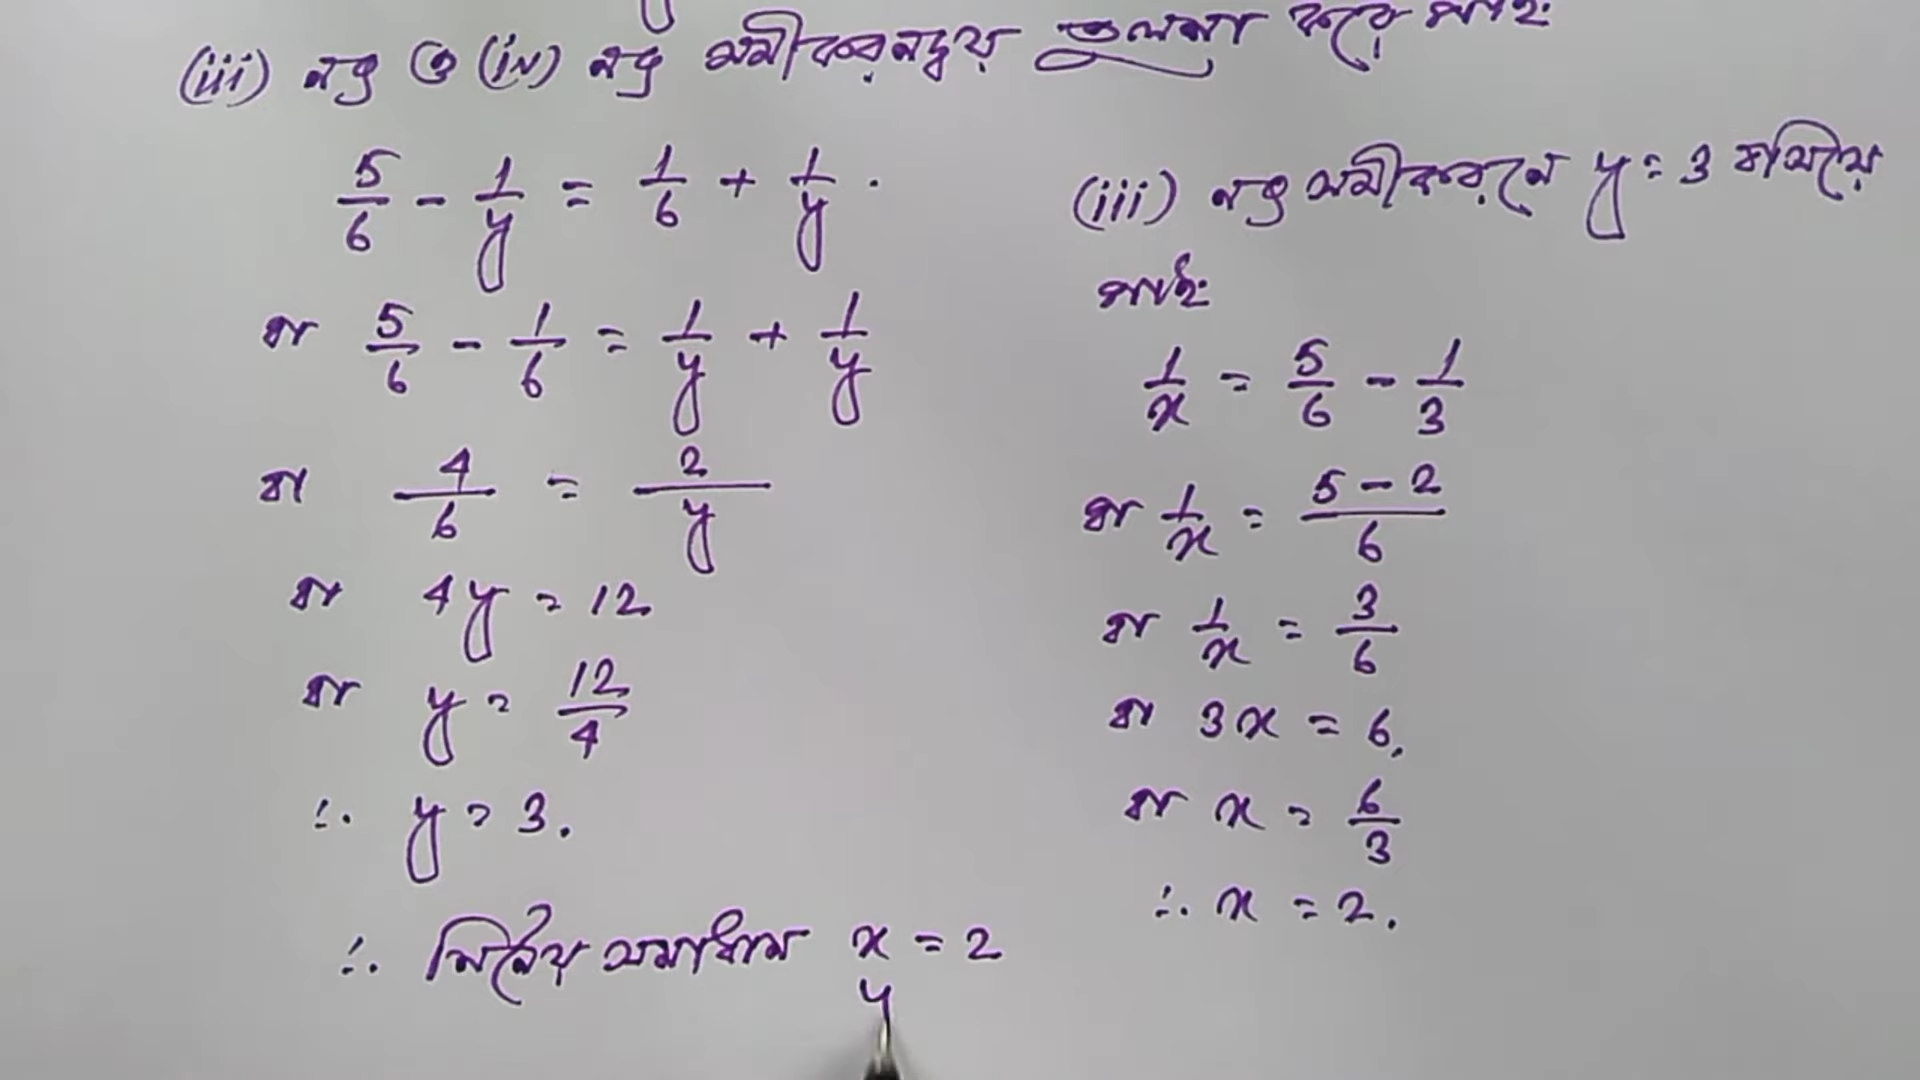 (iii) নং ও (iv) নং সমীকরনদ্বয় তুলনা করে পাই:
5/6 - 1/y = 1/6 + 1/y .
বা 5/6 - 1/6 = 1/y + 1/y
বা 4/6 = 2/y
বা 4y = 12
বা y = 12/4
∴ y = 3.
(iii) নং সমীকরনে y = 3 বসিয়ে
পাই:
1/x = 5/6 - 1/3
বা 1/x = (5-2)/6
বা 1/x = 3/6
বা 3x = 6.
বা x = 6/3
∴ x = 2.
∴ নির্নেয় সমাধান x = 2
y